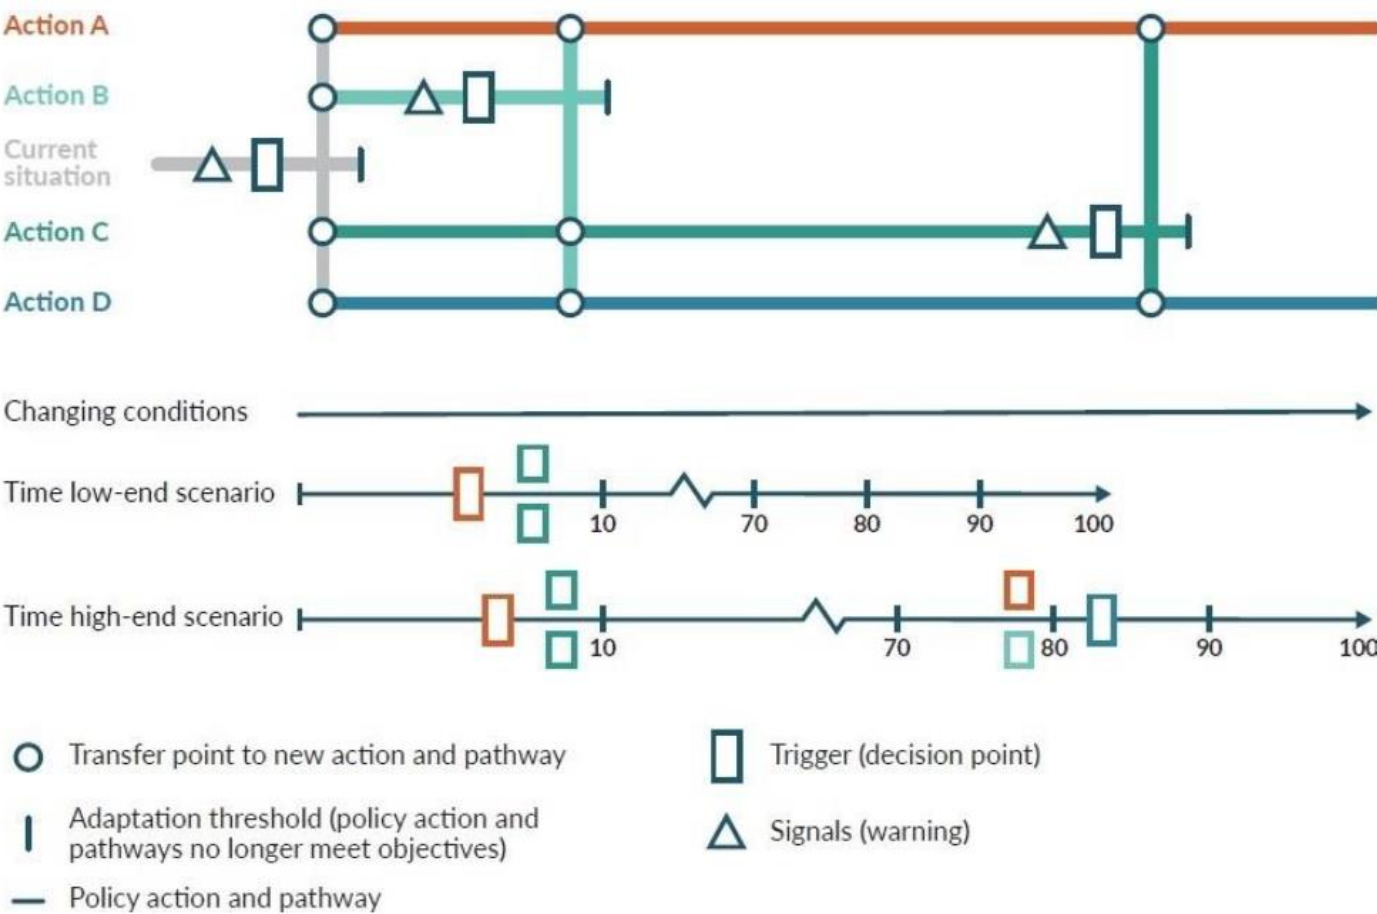 Action A
Action B
Current
situation
Action C
Action D
Changing conditions
Time low-end scenario
10
70
80
90
100
Time high-end scenario
10
70
80
90
100
Transfer point to new action and pathway
Trigger (decision point)
Adaptation threshold (policy action and
pathways no longer meet objectives)
Signals (warning)
Policy action and pathway